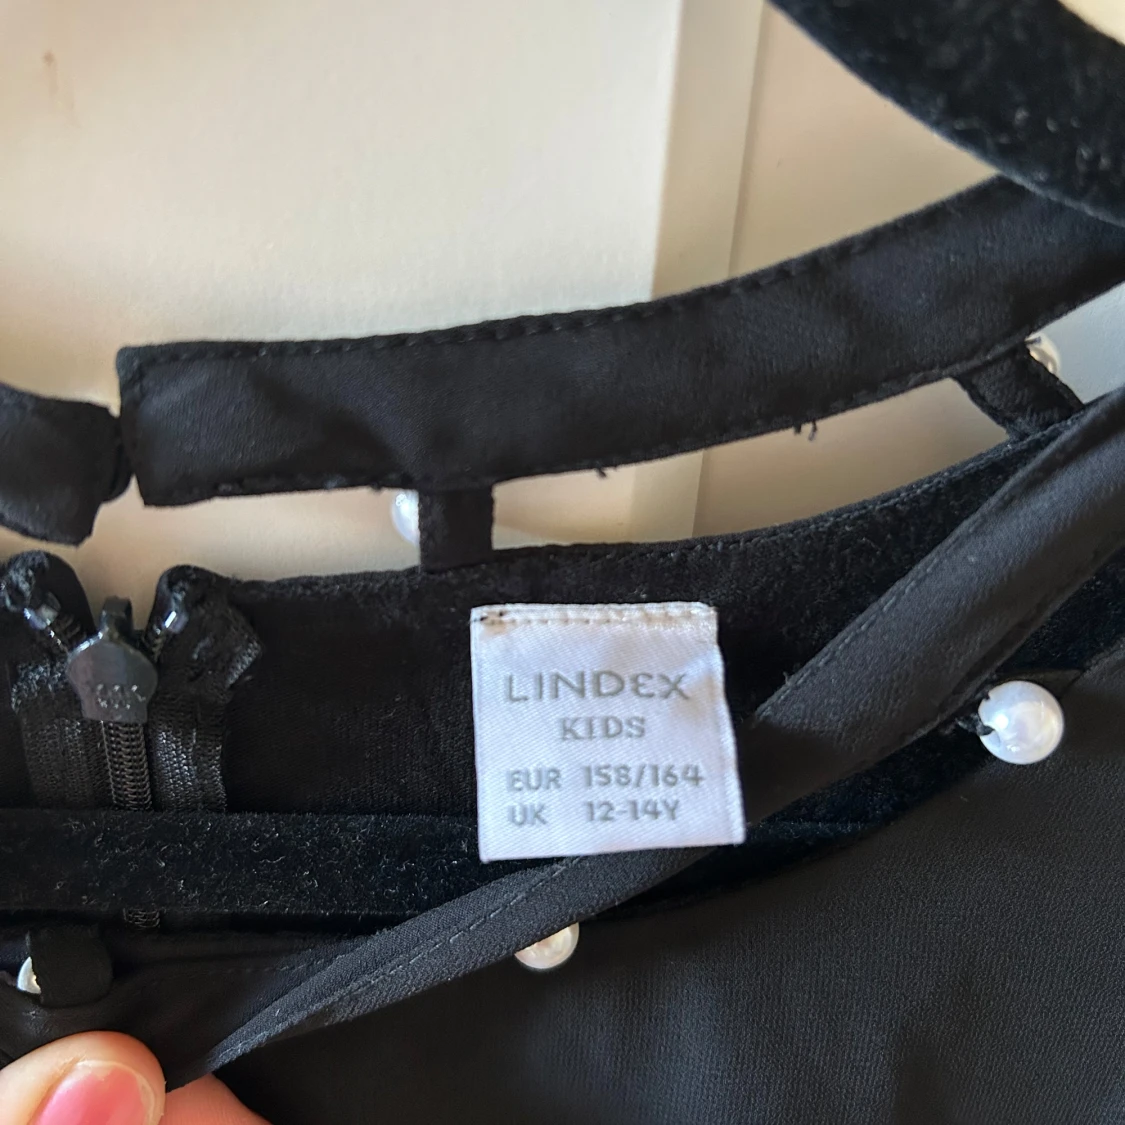 LINDEX
KIDS
EUR 158/164
UK 12-14Y